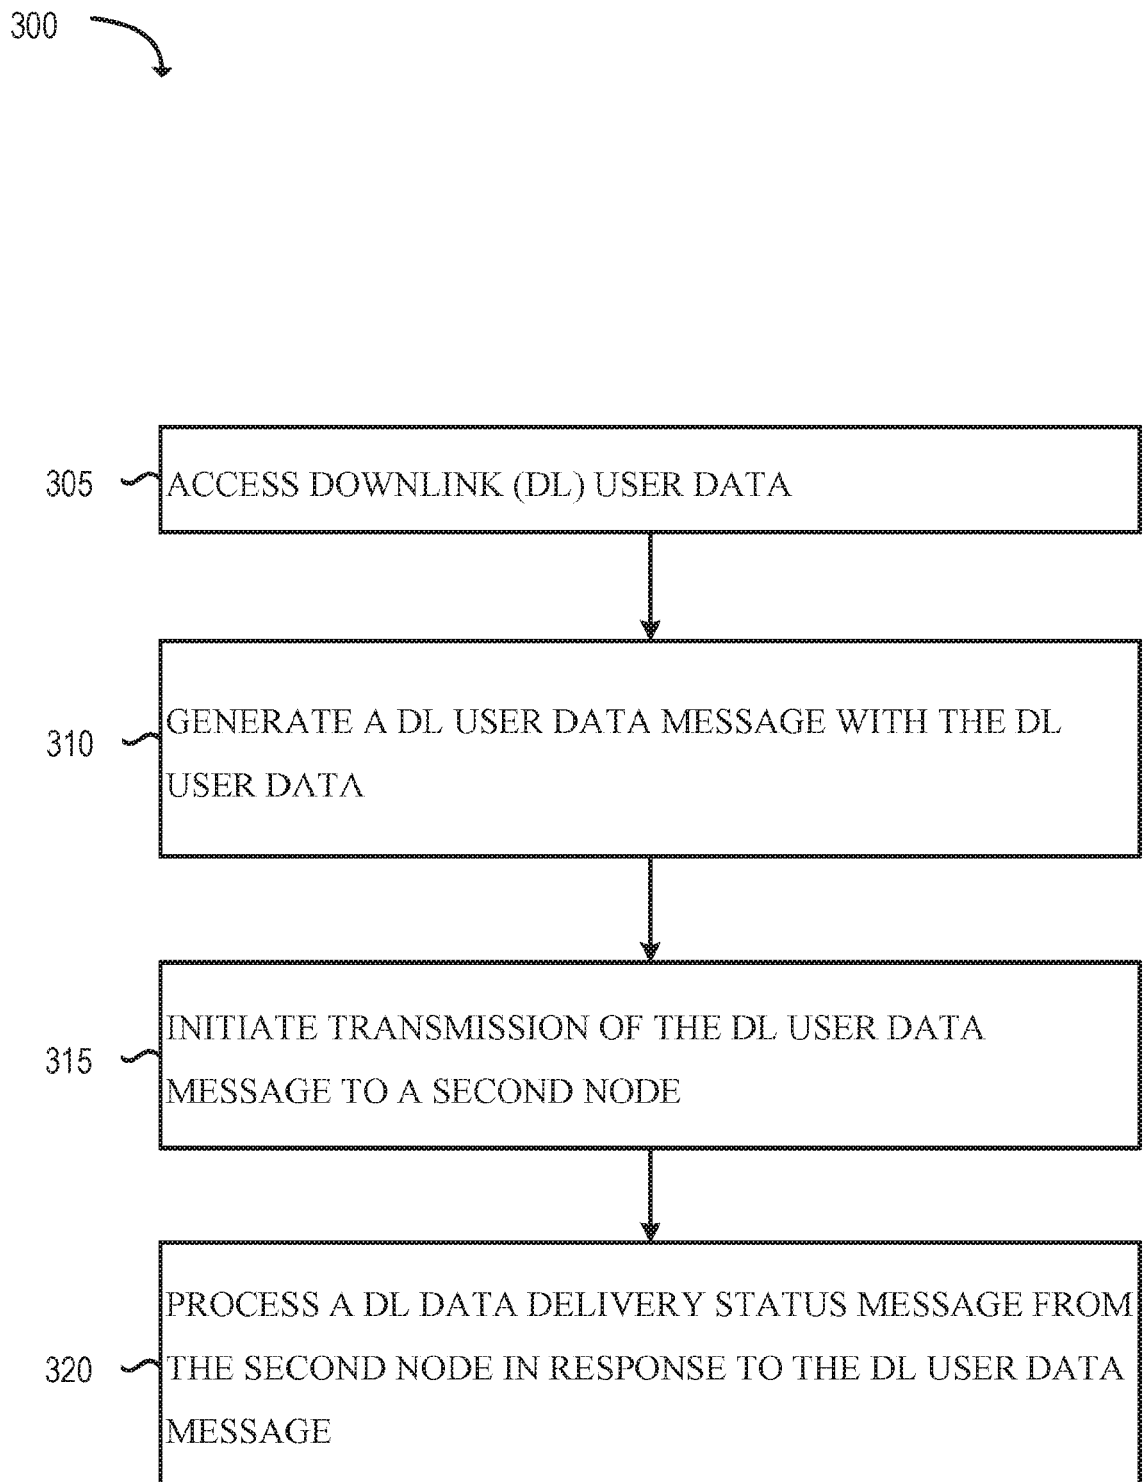 300
305
ACCESS DOWNLINK (DL) USER DATA
310
GENERATE A DL USER DATA MESSAGE WITH THE DL
USER DATA
315
INITIATE TRANSMISSION OF THE DL USER DATA
MESSAGE TO A SECOND NODE
320
PROCESS A DL DATA DELIVERY STATUS MESSAGE FROM
THE SECOND NODE IN RESPONSE TO THE DL USER DATA
MESSAGE